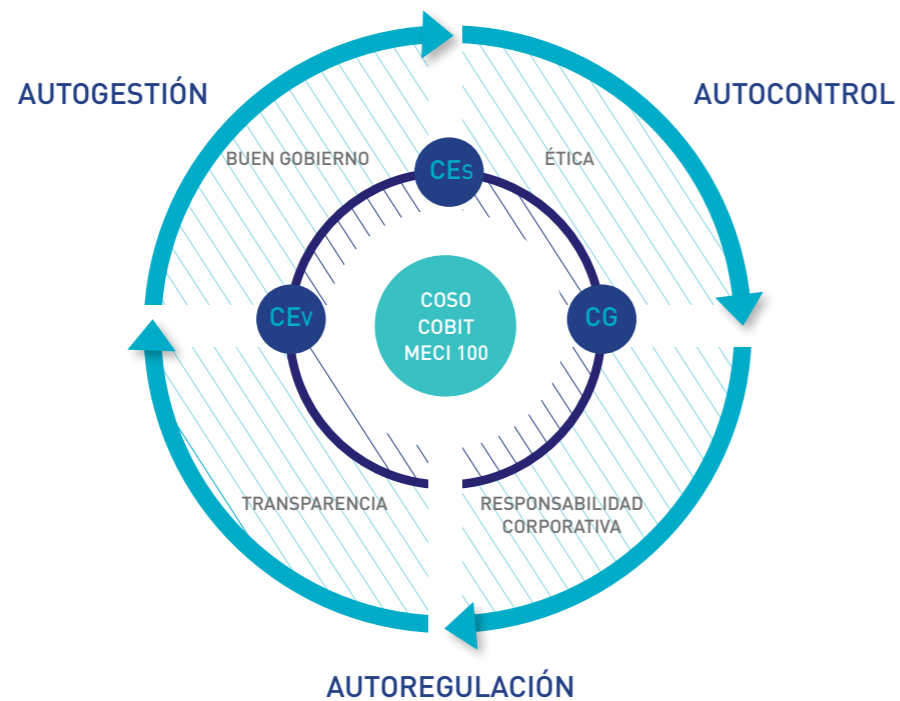 AUTOGESTIÓN
AUTOCONTROL
BUEN GOBIERNO
ÉTICA
CEs
CEv
CG
COSO
COBIT
MECI 100
TRANSPARENCIA
RESPONSABILIDAD
CORPORATIVA
AUTOREGULACIÓN